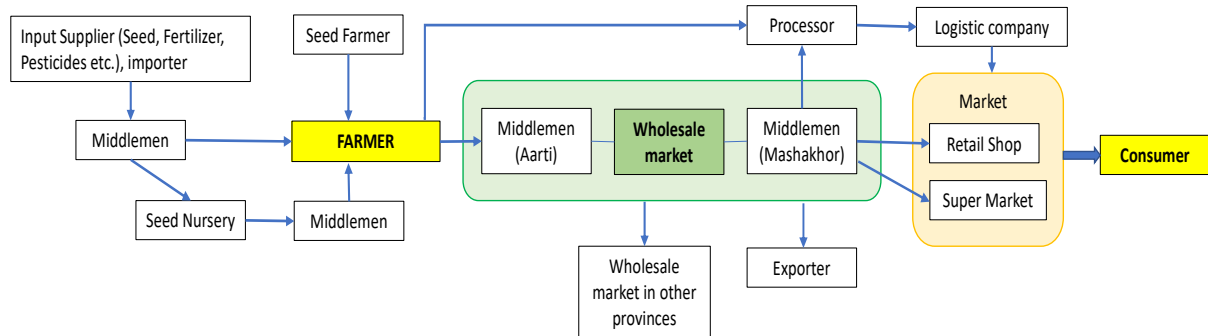 Input Supplier (Seed, Fertilizer,
Pesticides etc.), importer
Seed Farmer
Processor
Logistic company
Middlemen
FARMER
Middlemen
(Aarti)
Wholesale
market
Middlemen
(Mashakhor)
Market
Retail Shop
Super Market
Consumer
Seed Nursery
Middlemen
Wholesale
market in other
provinces
Exporter